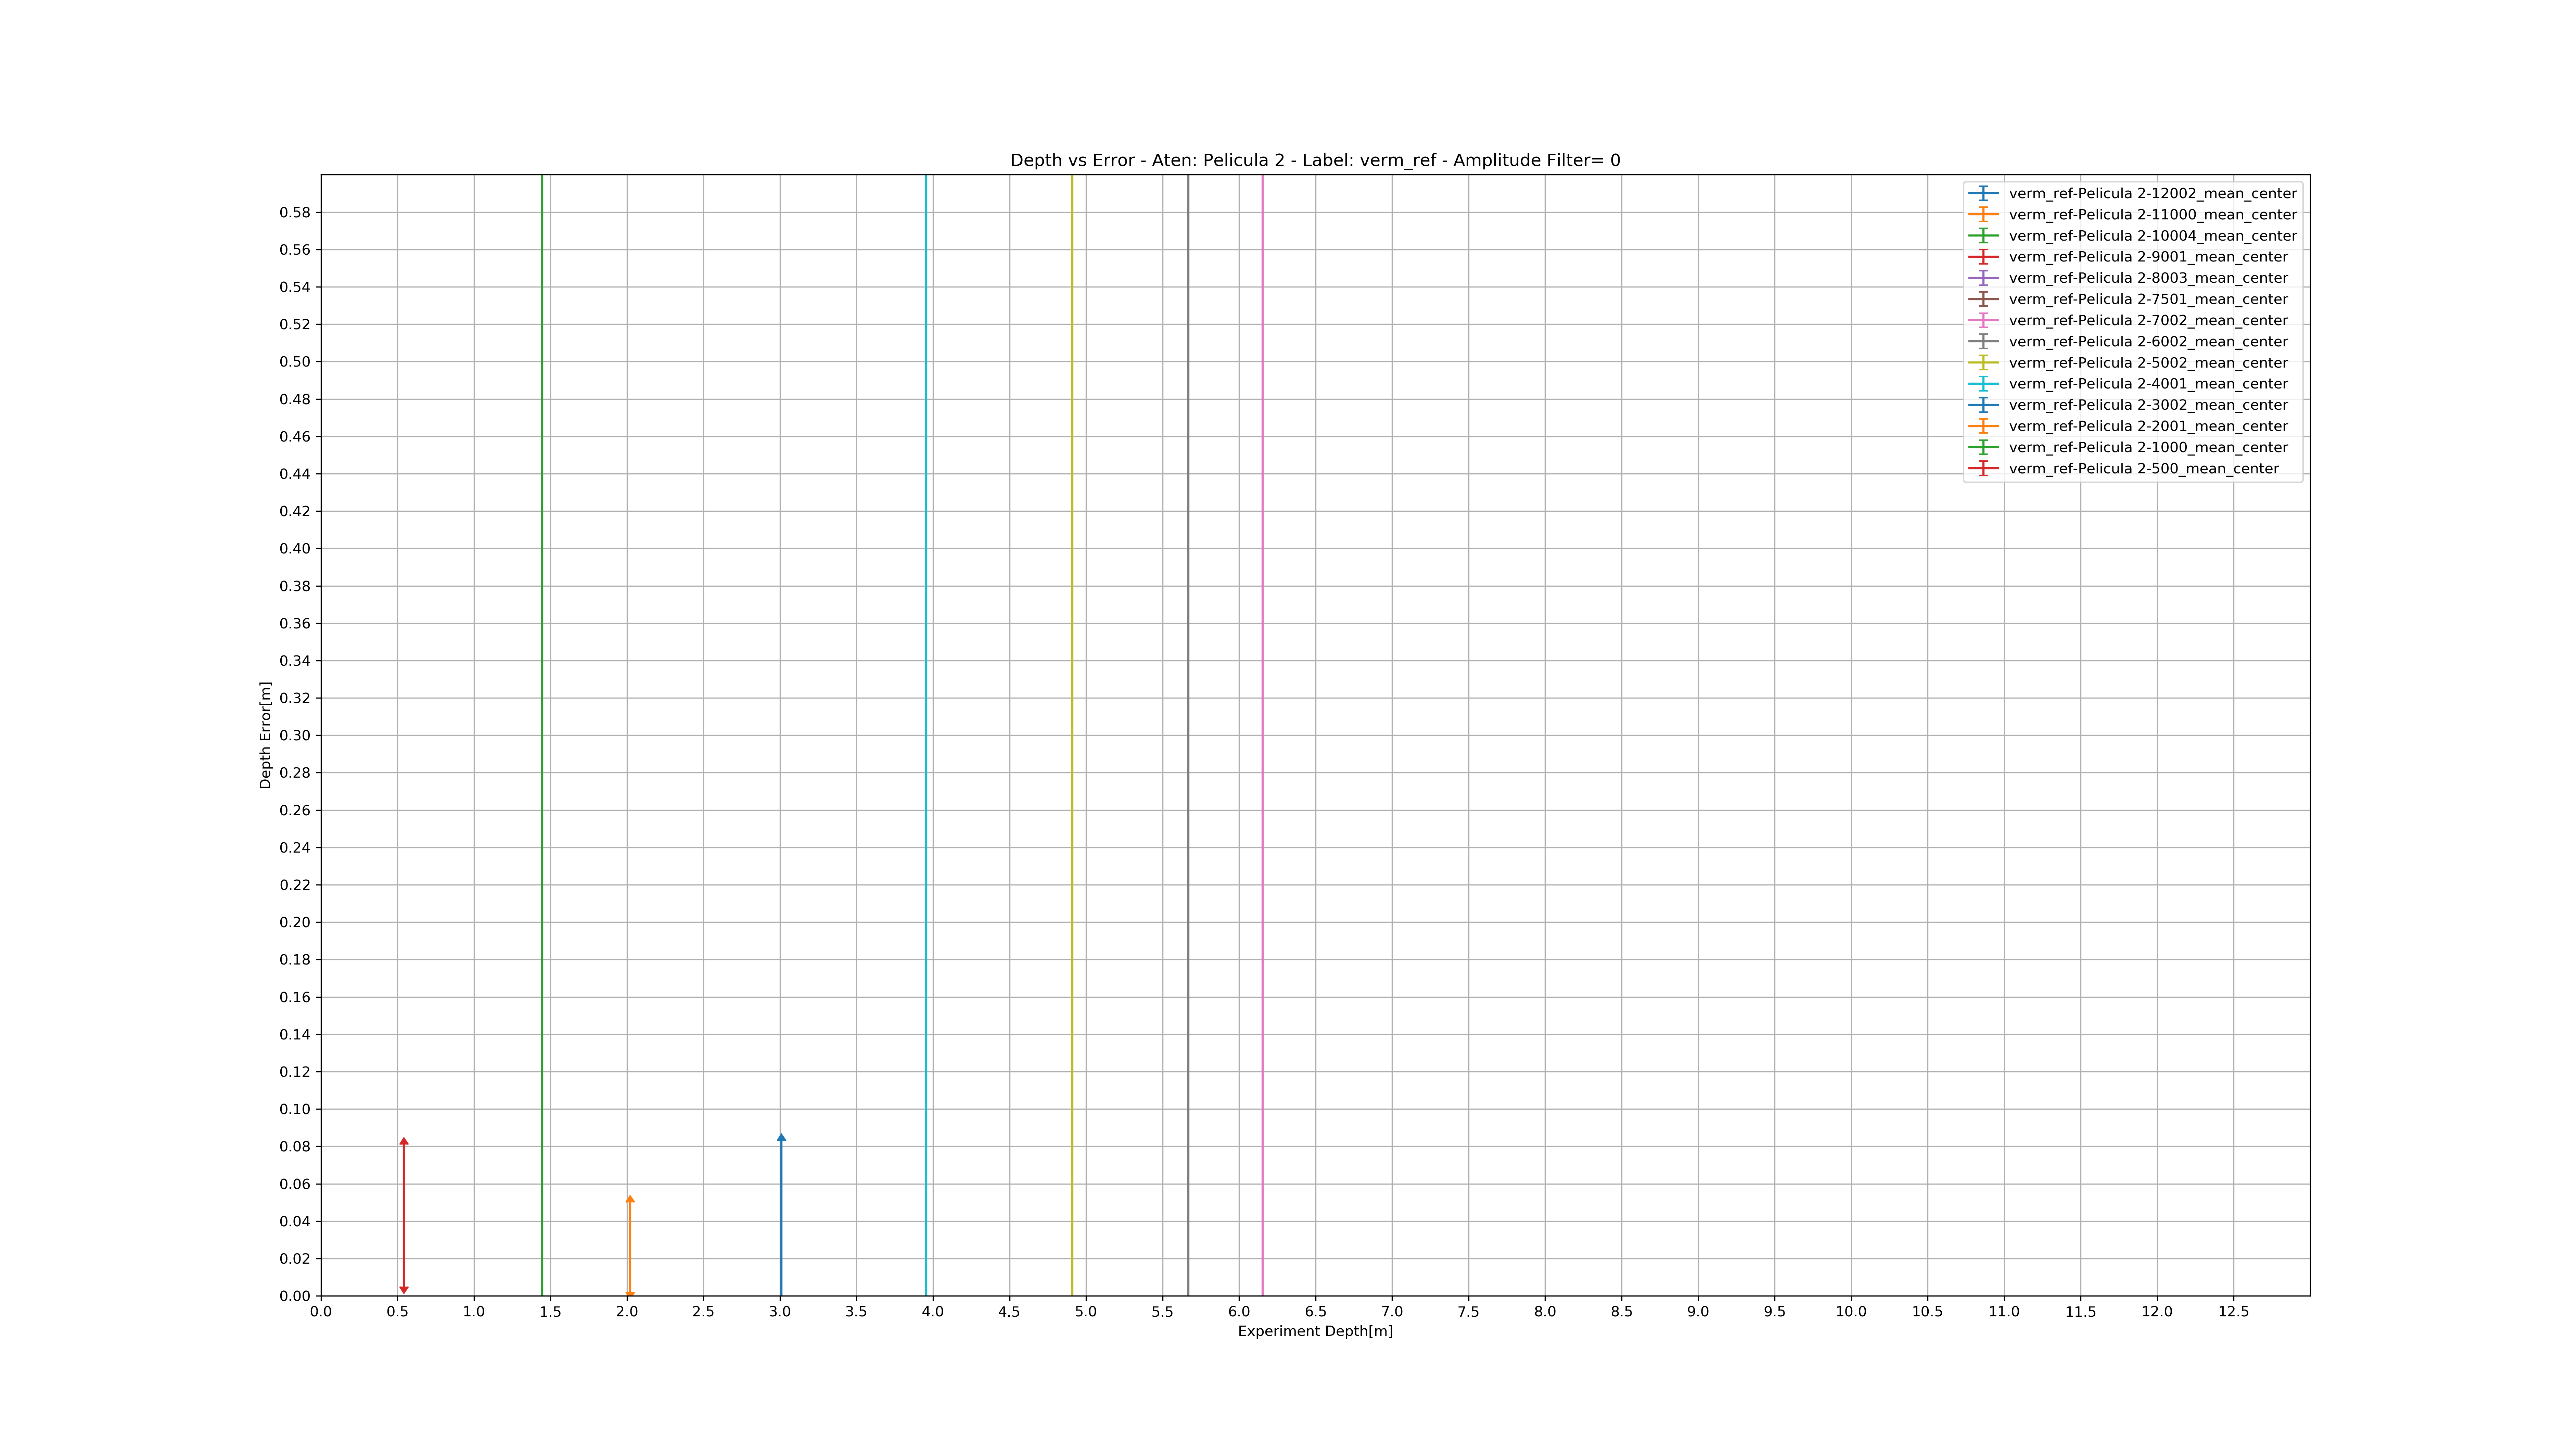 Depth vs Error - Aten: Pelicula 2 - Label: verm_ref - Amplitude Filter= 0
verm_ref-Pelicula 2-12002_mean_center
verm_ref-Pelicula 2-11000_mean_center
verm_ref-Pelicula 2-10004_mean_center
verm_ref-Pelicula 2-9001_mean_center
verm_ref-Pelicula 2-8003_mean_center
verm_ref-Pelicula 2-7501_mean_center
verm_ref-Pelicula 2-7002_mean_center
verm_ref-Pelicula 2-6002_mean_center
verm_ref-Pelicula 2-5002_mean_center
verm_ref-Pelicula 2-4001_mean_center
verm_ref-Pelicula 2-3002_mean_center
verm_ref-Pelicula 2-2001_mean_center
verm_ref-Pelicula 2-1000_mean_center
verm_ref-Pelicula 2-500_mean_center
0.58
0.56
0.54
0.52
0.50
0.48
0.46
0.44
0.42
0.40
0.38
0.36
0.34
0.32
0.30
0.28
0.26
0.24
0.22
0.20
0.18
0.16
0.14
0.12
0.10
0.08
0.06
0.04
0.02
0.00
Depth Error[m]
0.0 0.5 1.0 1.5 2.0 2.5 3.0 3.5 4.0 4.5 5.0 5.5 6.0 6.5 7.0 7.5 8.0 8.5 9.0 9.5 10.0 10.5 11.0 11.5 12.0 12.5
Experiment Depth[m]